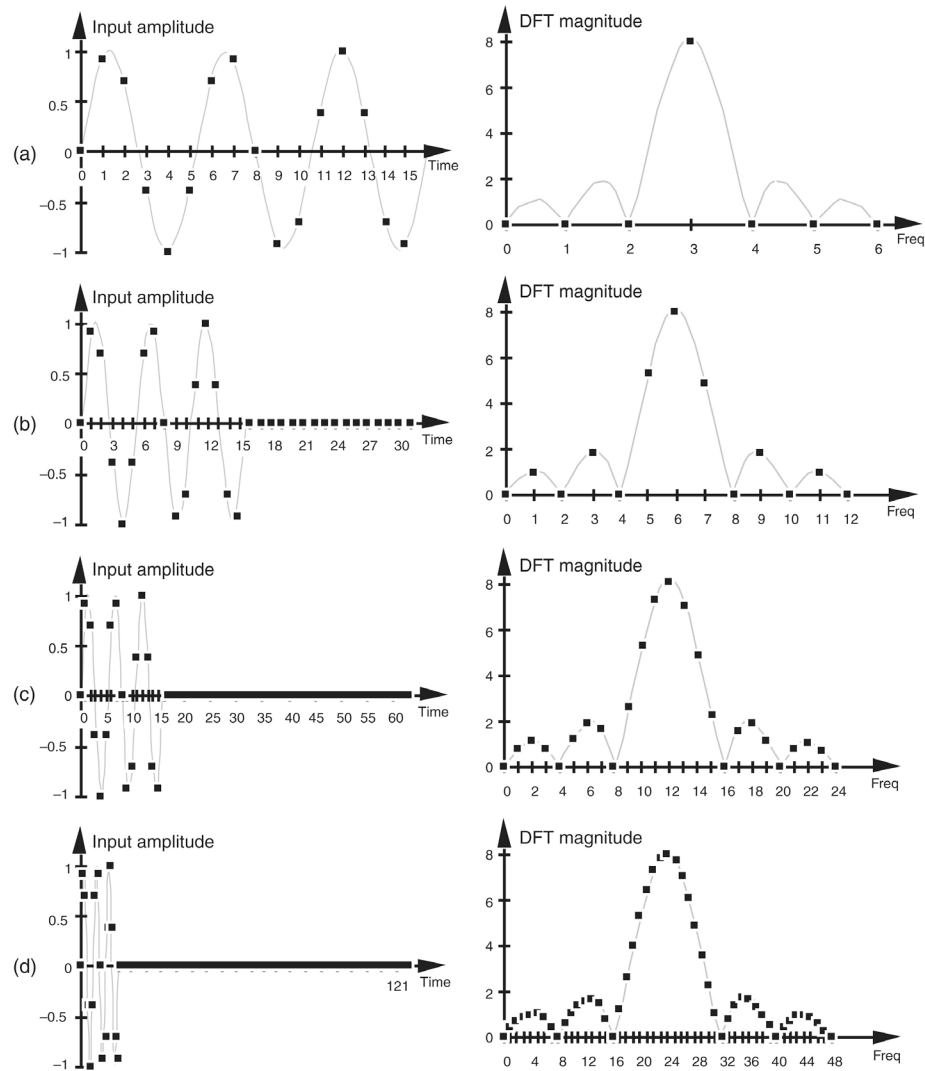 Input amplitude
1
0.5
0
−0.5
−1
0 1 2 3 4 5 6 7 8 9 10 11 12 13 14 15
Time
(a)
DFT magnitude
8
6
4
2
0
0 1 2 3 4 5 6
Freq
Input amplitude
1
0.5
0
−0.5
−1
0 3 6 9 12 15 18 21 24 27 30
Time
(b)
DFT magnitude
8
6
4
2
0
0 1 2 3 4 5 6 7 8 9 10 11 12
Freq
Input amplitude
1
0.5
0
−0.5
−1
0 5 10 15 20 25 30 35 40 45 50 55 60
Time
(c)
DFT magnitude
8
6
4
2
0
0 2 4 6 8 10 12 14 16 18 20 22 24
Freq
Input amplitude
1
0.5
0
−0.5
−1
121
Time
(d)
DFT magnitude
8
6
4
2
0
0 4 8 12 16 20 24 28 32 36 40 44 48
Freq